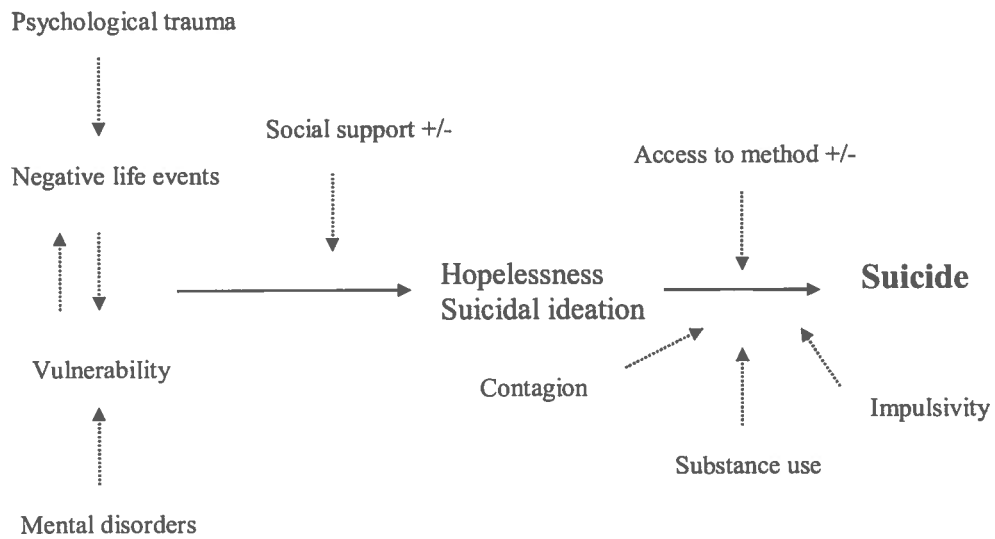 Psychological trauma
Social support +/-
Access to method +/-
Negative life events
Hopelessness
Suicidal ideation
Suicide
Vulnerability
Contagion
Impulsivity
Substance use
Mental disorders